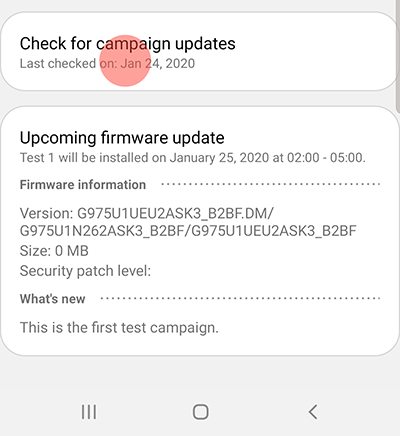 Check for campaign updates
Last checked on: Jan 24, 2020
Upcoming firmware update
Test 1 will be installed on January 25, 2020 at 02:00 - 05:00.
Firmware information
Version: G975U1UEU2ASK3_B2BF.DM/
G975U1N262ASK3_B2BF/G975U1UEU2ASK3_B2BF
Size: 0 MB
Security patch level:
What's new
This is the first test campaign.